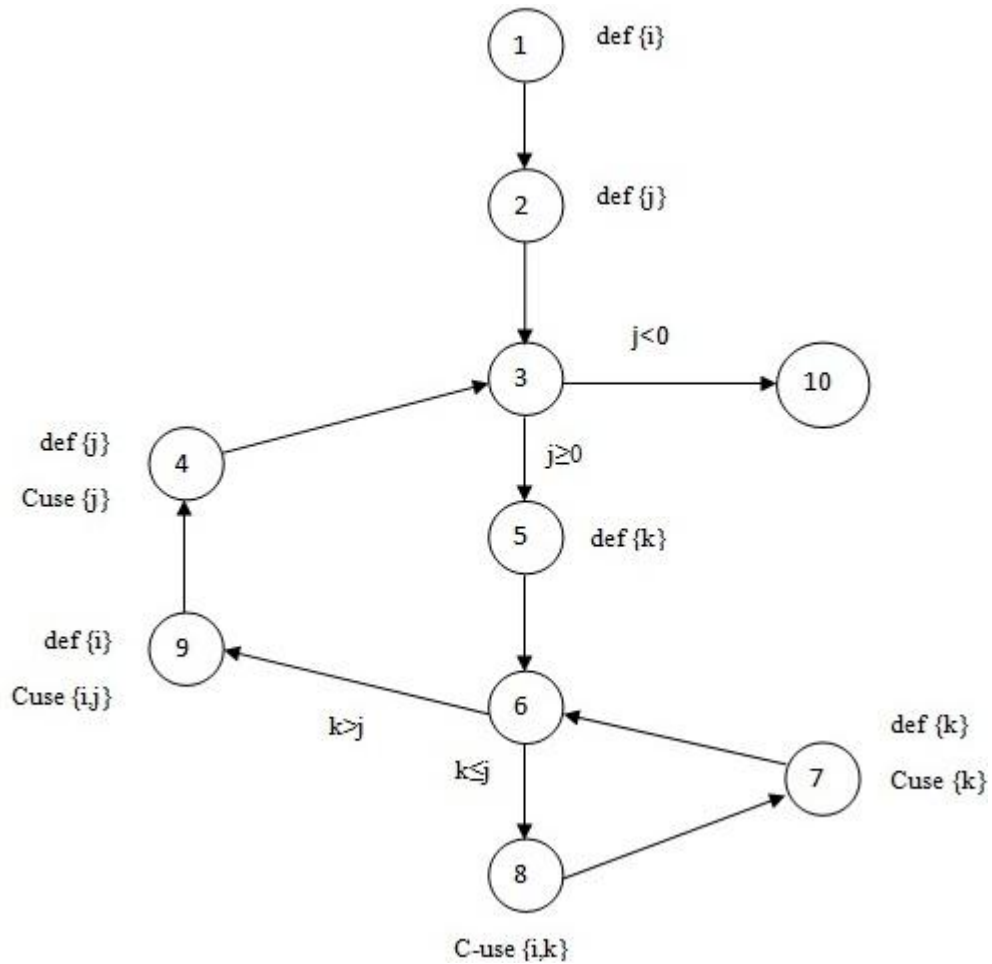 1
def {i}
2
def {j}
j<0
3
10
def {j}
4
j≥0
Cuse {j}
5
def {k}
def {i}
9
Cuse {i,j}
6
k>j
def {k}
k≤j
7
Cuse {k}
8
C-use {i,k}